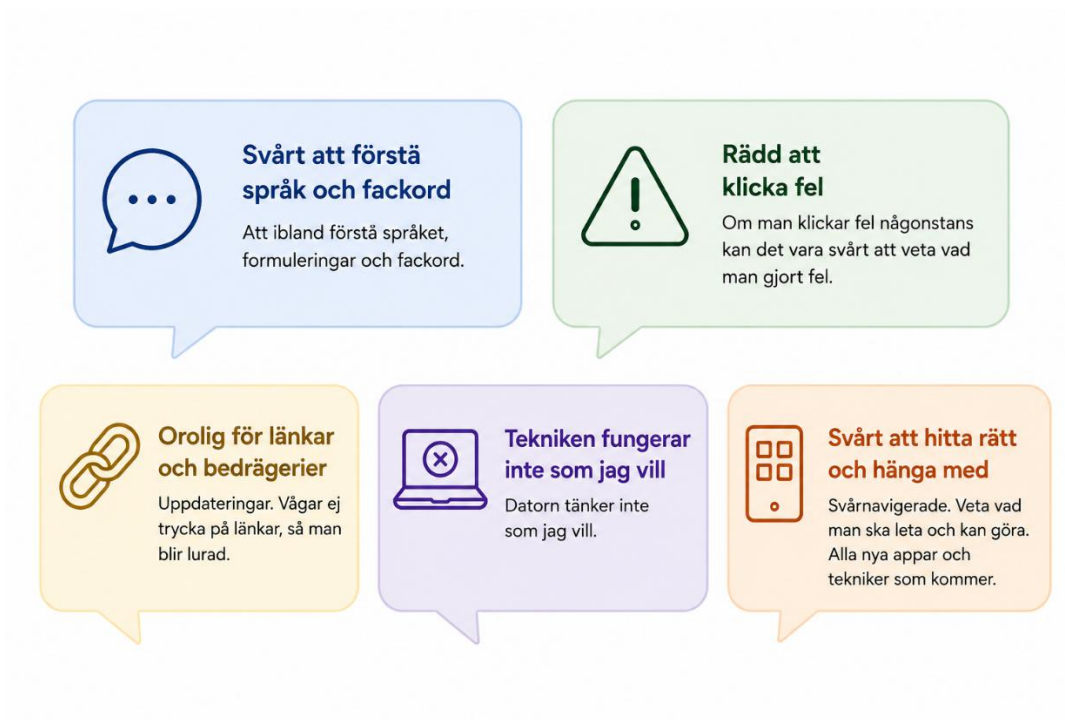 Svårt att förstå
språk och fackord
Att ibland förstå språket,
formuleringar och fackord.
Rädd att
klicka fel
Om man klickar fel någonstans
kan det vara svårt att veta vad
man gjort fel.
Orolig för länkar
och bedrägerier
Uppdateringar. Vågar ej
trycka på länkar, så man
blir lurad.
Tekniken fungerar
inte som jag vill
Datorn tänker inte
som jag vill.
Svårt att hitta rätt
och hänga med
Svårnavigerade. Veta vad
man ska leta och kan göra.
Alla nya appar och
tekniker som kommer.